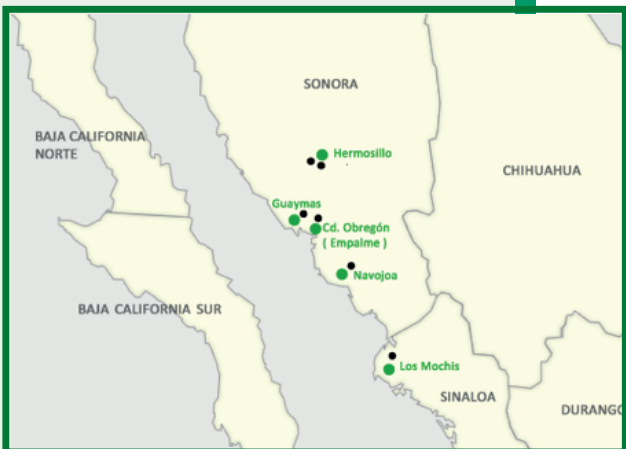 SONORA
BAJA CALIFORNIA
NORTE
Hermosillo
CHIHUAHUA
Guaymas
Cd. Obregón
( Empalme )
Navojoa
BAJA CALIFORNIA SUR
Los Mochis
SINALOA
DURANGO